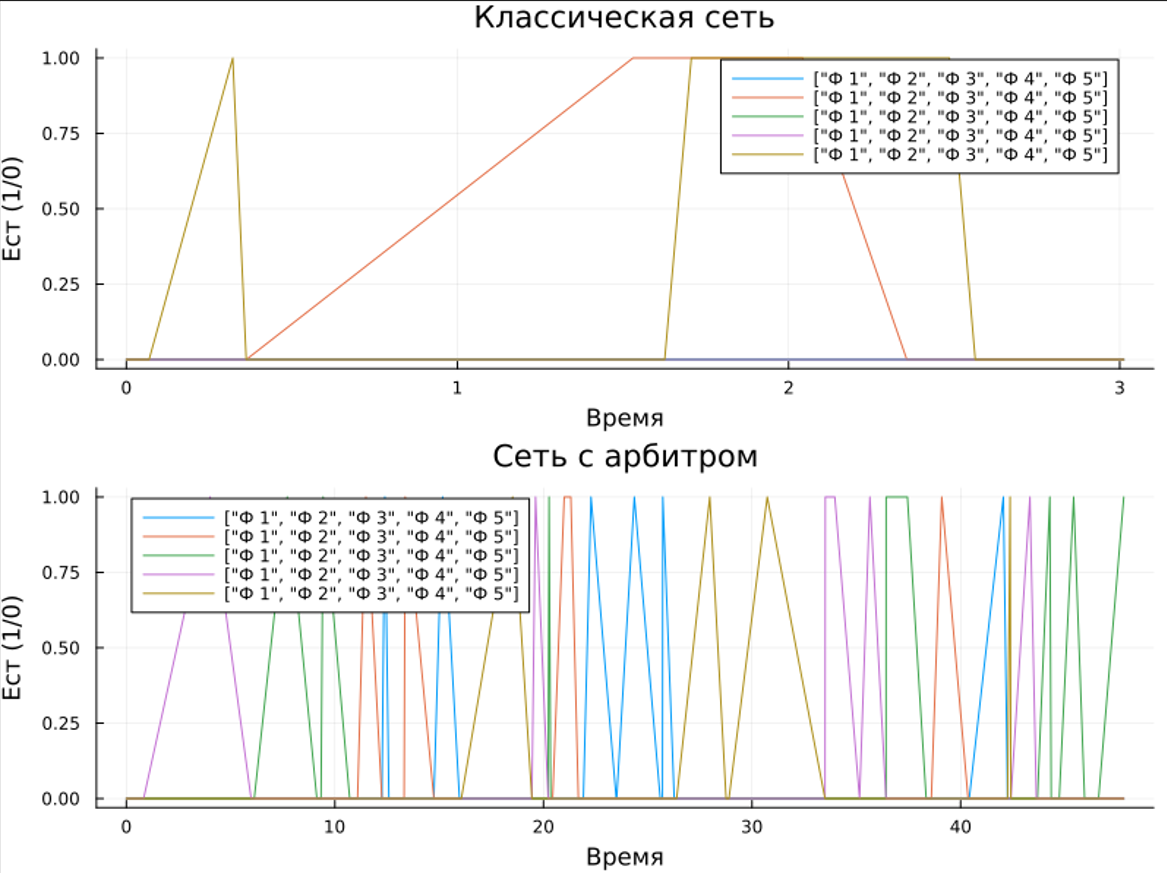 Классическая сеть
1.00
0.75
0.50
0.25
0.00
Ест (1/0)
["Ф 1", "Ф 2", "Ф 3", "Ф 4", "Ф 5"]
["Ф 1", "Ф 2", "Ф 3", "Ф 4", "Ф 5"]
["Ф 1", "Ф 2", "Ф 3", "Ф 4", "Ф 5"]
["Ф 1", "Ф 2", "Ф 3", "Ф 4", "Ф 5"]
["Ф 1", "Ф 2", "Ф 3", "Ф 4", "Ф 5"]
0 1 2 3
Время
Сеть с арбитром
1.00
0.75
0.50
0.25
0.00
Ест (1/0)
["Ф 1", "Ф 2", "Ф 3", "Ф 4", "Ф 5"]
["Ф 1", "Ф 2", "Ф 3", "Ф 4", "Ф 5"]
["Ф 1", "Ф 2", "Ф 3", "Ф 4", "Ф 5"]
["Ф 1", "Ф 2", "Ф 3", "Ф 4", "Ф 5"]
["Ф 1", "Ф 2", "Ф 3", "Ф 4", "Ф 5"]
0 10 20 30 40
Время